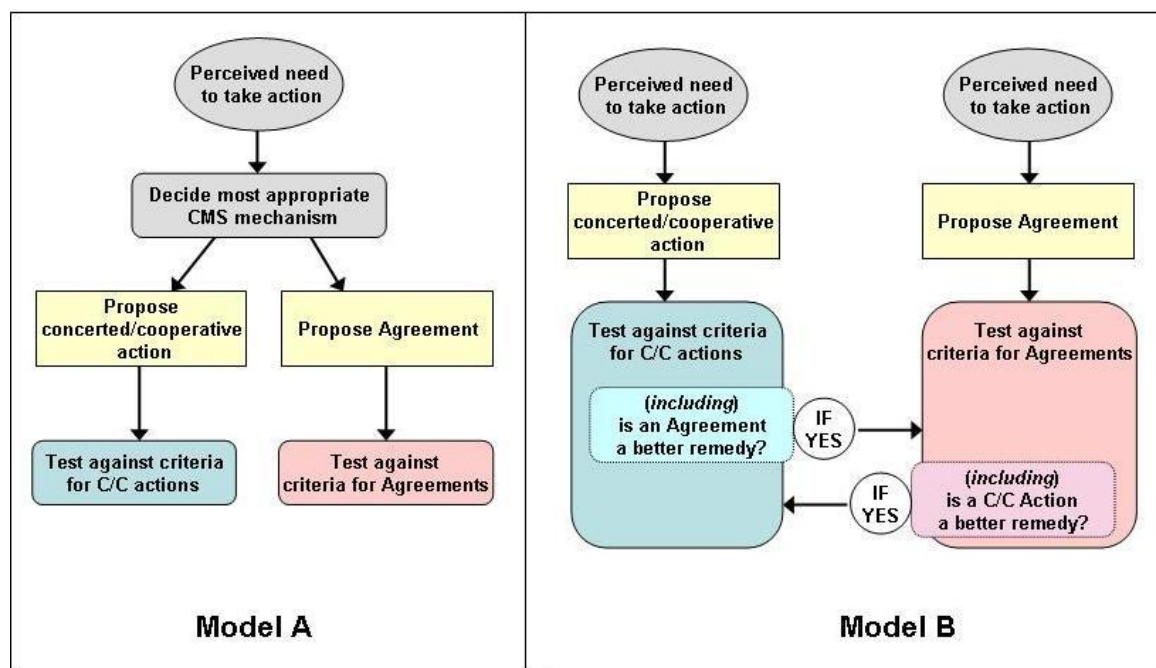 Perceived need
to take action
Decide most appropriate
CMS mechanism
Propose
concerted/cooperative
action
Propose Agreement
Test against criteria
for C/C actions
Test against
criteria for Agreements
Model A
Perceived need
to take action
Perceived need
to take action
Propose
concerted/cooperative
action
Propose Agreement
Test against criteria
for C/C actions
Test against
criteria for Agreements
(including)
is an Agreement
a better remedy?
IF
YES
(including)
is a C/C Action
a better remedy?
IF
YES
Model B